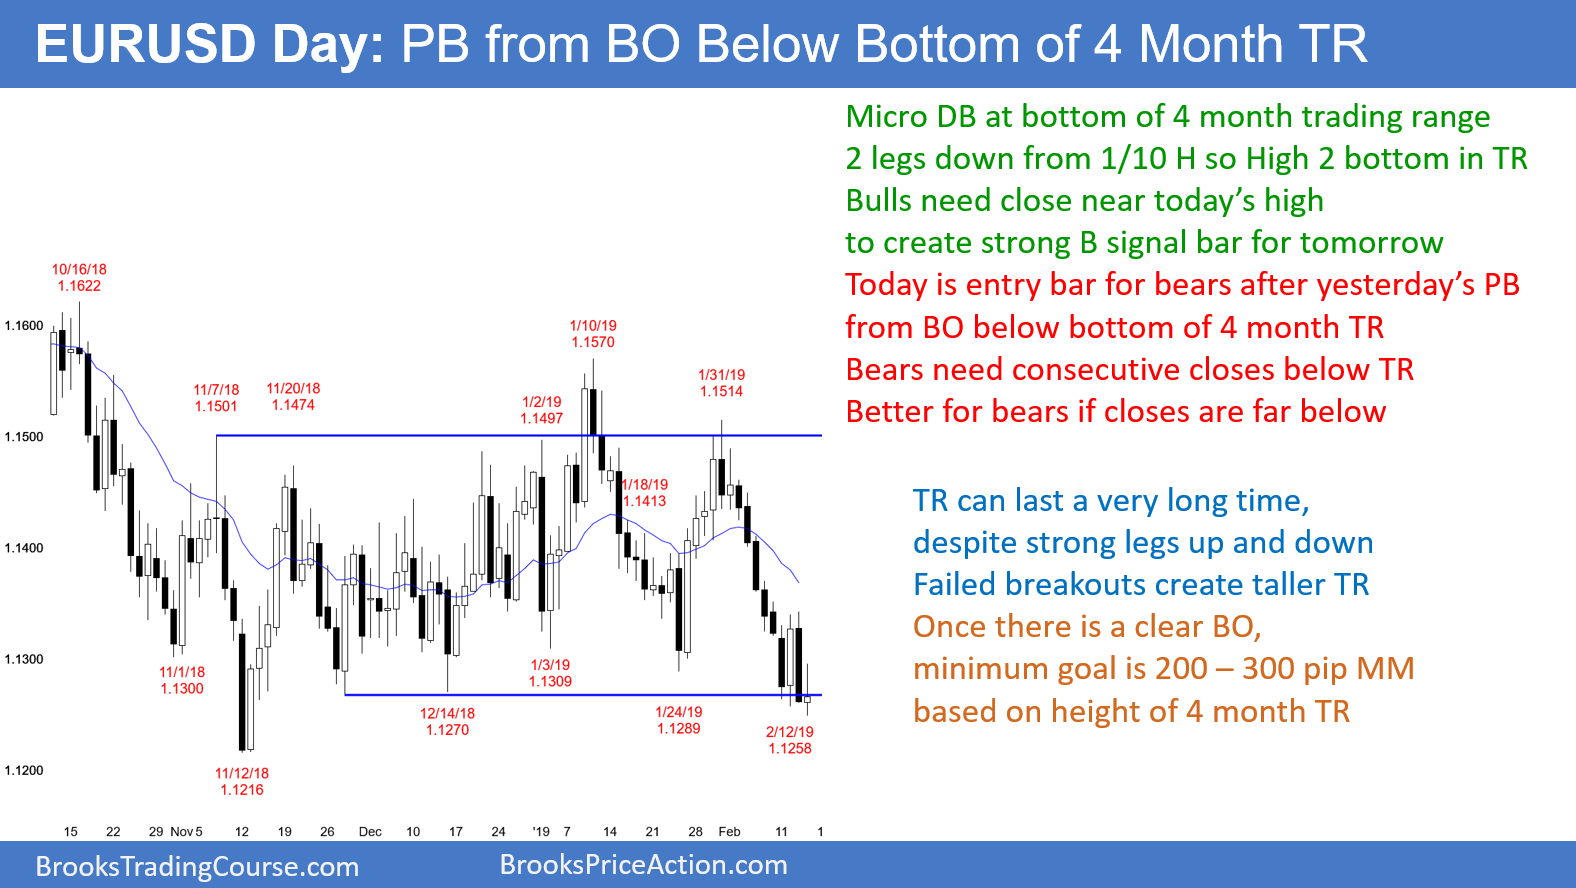 EURUSD Day: PB from BO Below Bottom of 4 Month TR
Micro DB at bottom of 4 month trading range
2 legs down from 1/10 H so High 2 bottom in TR
Bulls need close near today's high
to create strong B signal bar for tomorrow
Today is entry bar for bears after yesterday's PB
from BO below bottom of 4 month TR
Bears need consecutive closes below TR
Better for bears if closes are far below
TR can last a very long time,
despite strong legs up and down
Failed breakouts create taller TR
Once there is a clear BO,
minimum goal is 200 – 300 pip MM
based on height of 4 month TR
10/16/18
1.1622
1.1600
1/10/19
1.1570
1/31/19
1.1514
11/7/18
1.1501
11/20/18
1.1474
1/2/19
1.1497
1.1500
1/18/19
1.1413
1.1400
1.1300
11/1/18
1.1300
1/3/19
1.1309
12/14/18
1.1270
1/24/19
1.1289
2/12/19
1.1258
1.1200
11/12/18
1.1216
15 22 29 Nov 5 12 19 26 Dec 10 17 24 '19 7 14 21 28 Feb 11 1
BrooksTradingCourse.com
BrooksPriceAction.com